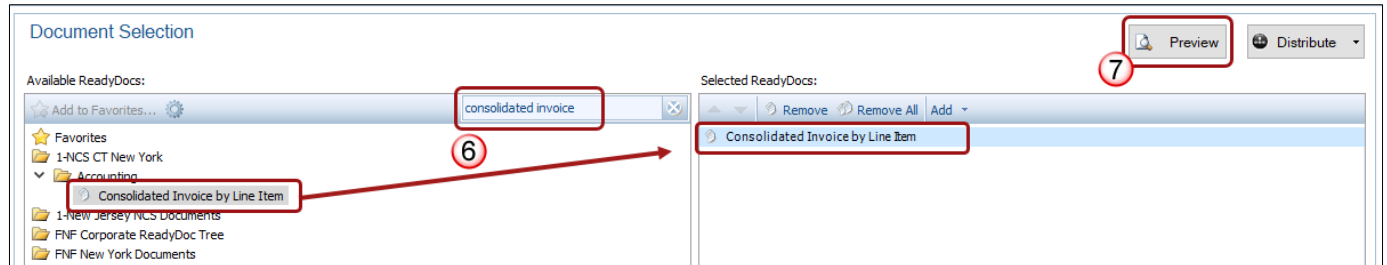 Document Selection
Preview
Distribute
7
Available ReadyDocs:
Selected ReadyDocs:
Add to Favorites...
consolidated invoice
Remove
Remove All
Add
Favorites
6
Consolidated Invoice by Line Item
1-NCS CT New York
Accounting
Consolidated Invoice by Line Item
1-New Jersey NCS Documents
FNF Corporate ReadyDoc Tree
FNF New York Documents